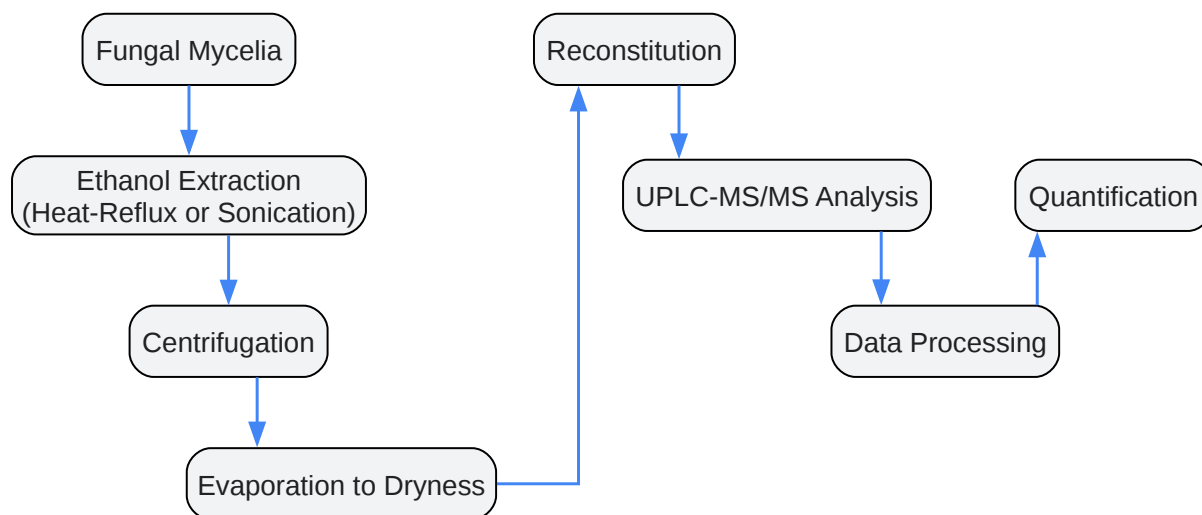 Fungal Mycelia
Ethanol Extraction
(Heat-Reflux or Sonication)
Centrifugation
Evaporation to Dryness
Reconstitution
UPLC-MS/MS Analysis
Data Processing
Quantification